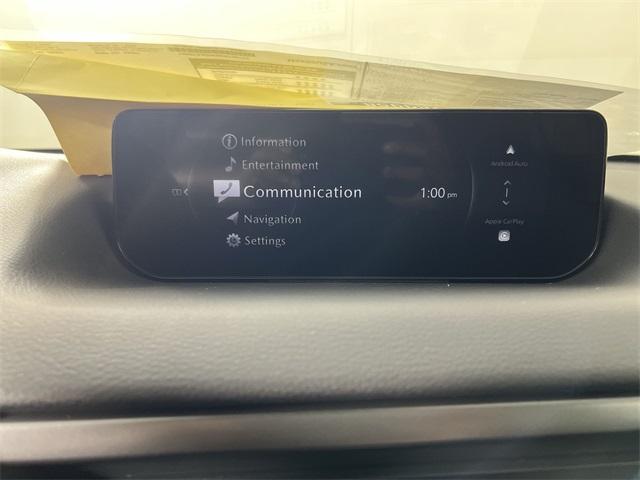 Information
Entertainment
Communication
Navigation
Settings
1:00 pm
Android Auto
Apple CarPlay